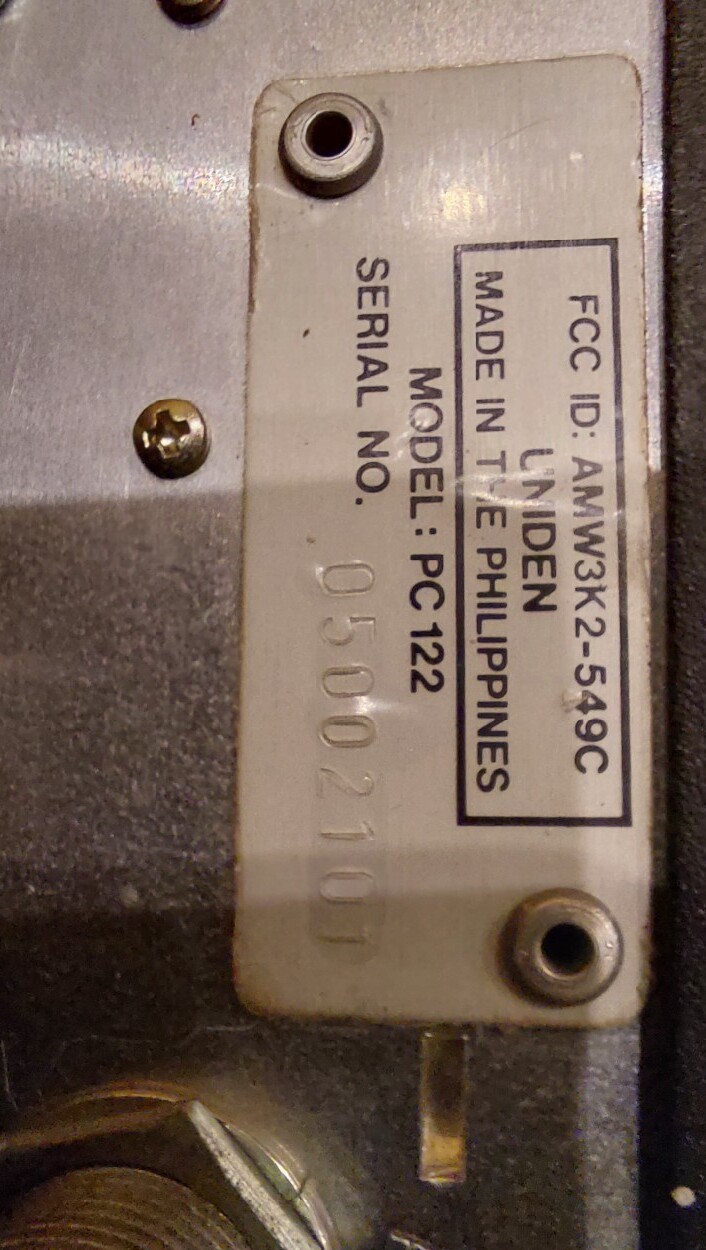 FCC ID: AMW3K2-549C
UNIDEN
MADE IN THE PHILIPPINES
MODEL: PC 122
SERIAL NO. 05002101